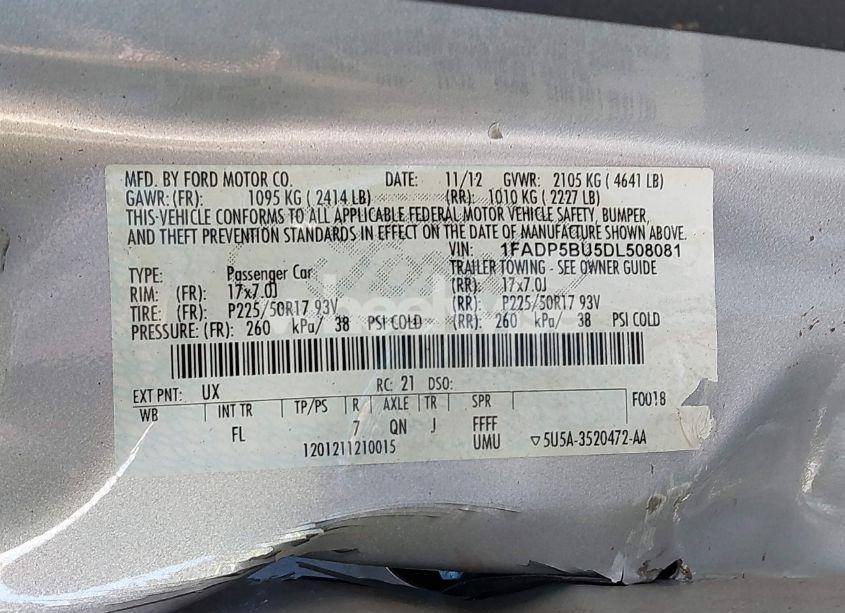 MFD. BY FORD MOTOR CO. DATE: 11/12 GVWR: 2105 KG ( 4641 LB)
GAWR: (FR): 1095 KG ( 2414 LB) (RR): 1010 KG ( 2227 LB)
THIS VEHICLE CONFORMS TO ALL APPLICABLE FEDERAL MOTOR VEHICLE SAFETY, BUMPER,
AND THEFT PREVENTION STANDARDS IN EFFECT ON THE DATE OF MANUFACTURE SHOWN ABOVE.
VIN: 1FADP5BU5DL508081
TYPE: Passenger Car TRAILER TOWING - SEE OWNER GUIDE
RIM: (FR): 17x7.0J (RR): 17x7.0J
TIRE: (FR): P225/50R17 93V (RR): P225/50R17 93V
PRESSURE: (FR): 260 kPa/ 38 PSI COLD (RR): 260 kPa/ 38 PSI COLD
EXT PNT: UX RC: 21 DSO: F0018
WB INT TR TP/PS R AXLE TR SPR
FL 7 QN J FFFF
1201211210015 UMU ▽5U5A-3520472-AA